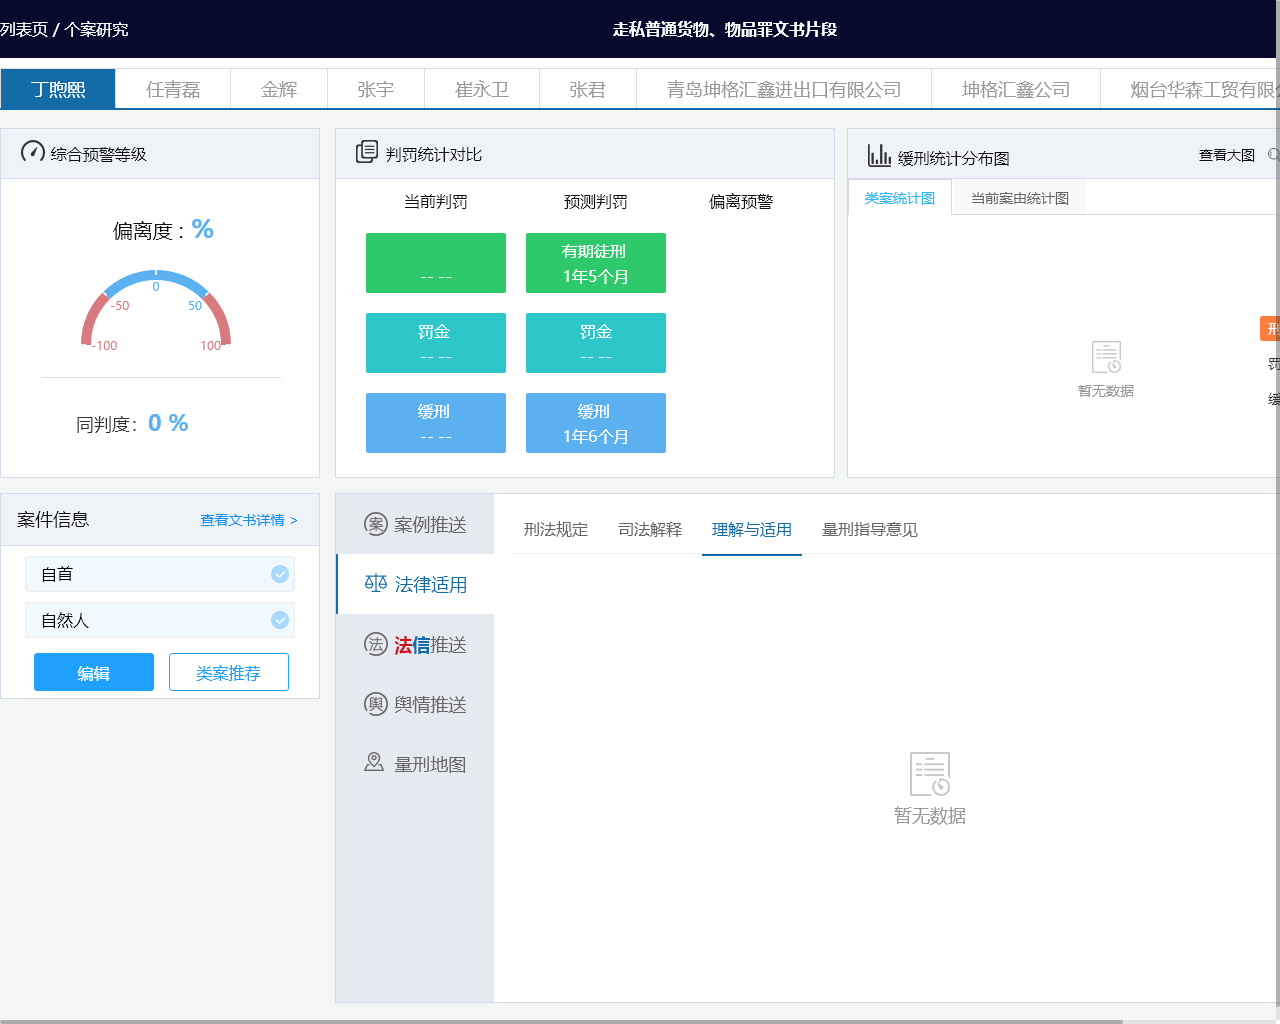 列表页 / 个案研究
走私普通货物、物品罪文书片段
丁煦熙
任青磊
金辉
张宇
崔永卫
张君
青岛坤格汇鑫进出口有限公司
坤格汇鑫公司
烟台华森工贸有限
综合预警等级
偏离度 : %
0
-50
50
-100
100
同判度: 0 %
判罚统计对比
当前判罚
预测判罚
偏离预警
-- --
有期徒刑
1年5个月
罚金
-- --
罚金
-- --
缓刑
-- --
缓刑
1年6个月
缓刑统计分布图
查看大图
类案统计图
当前案由统计图
暂无数据
刑
罚
缓
案件信息
查看文书详情 >
自首
自然人
编辑
类案推荐
案 案例推送
法律适用
法 法信推送
舆 舆情推送
量刑地图
刑法规定
司法解释
理解与适用
量刑指导意见
暂无数据